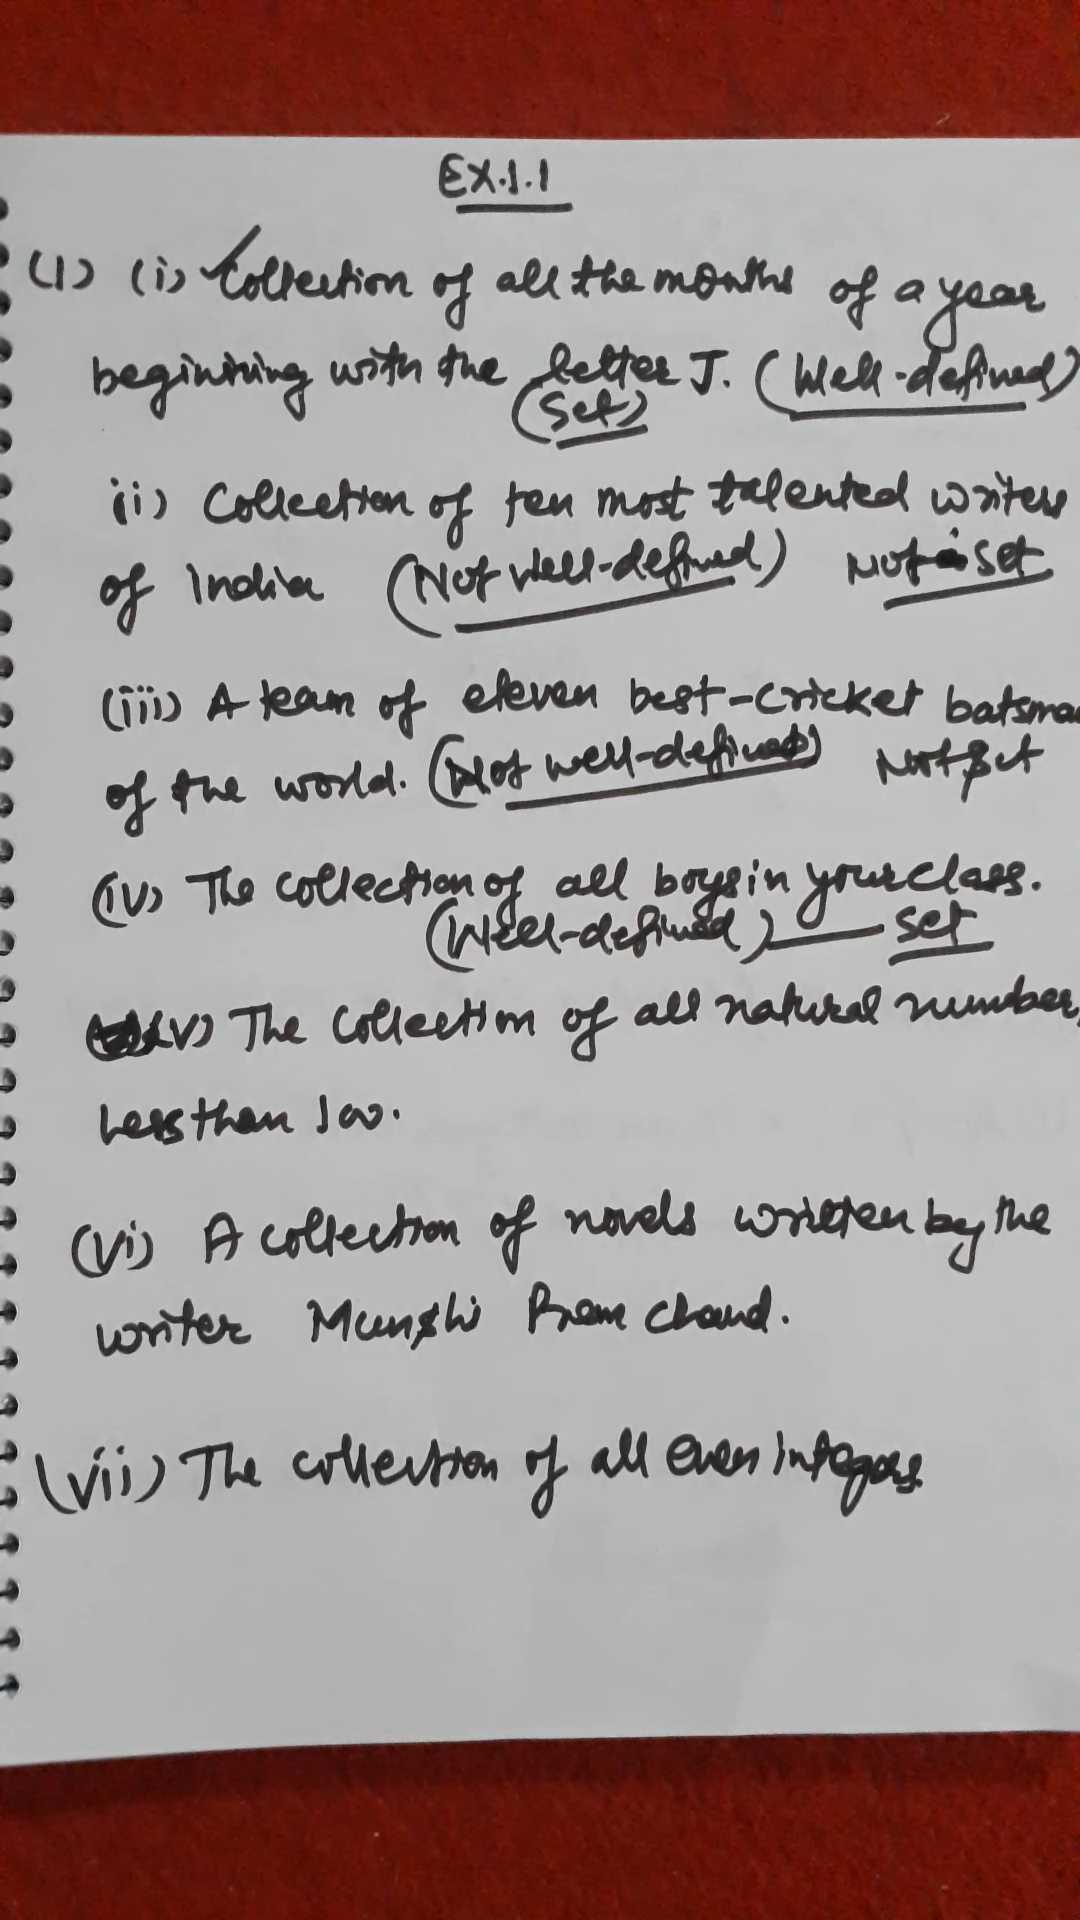 EX.1.1
(1) (i) Collection of all the months of a year
beginining with the letter J. (Well-defined)
(Set)
ii) Collection of ten most talented writers
of India (Not well-defined) Not set
(iii) A team of eleven best-cricket batsma
of the world. (Not well-defined) Not set
(iv) The collection of all boys in your class.
(Well-defined) — set
(v) The Collection of all natural number
Less than 100.
(vi) A collection of novels written by the
writer Munshi Prem Chand.
(vii) The collection of all even integers